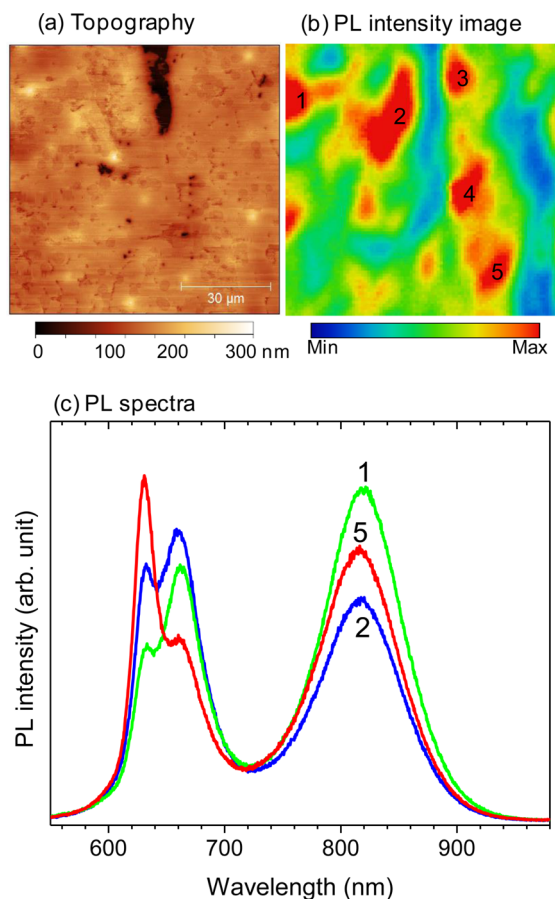 (a) Topography
(b) PL intensity image
1
2
3
4
5
30 μm
0 100 200 300 nm
Min Max
(c) PL spectra
1
5
2
PL intensity (arb. unit)
600 700 800 900
Wavelength (nm)